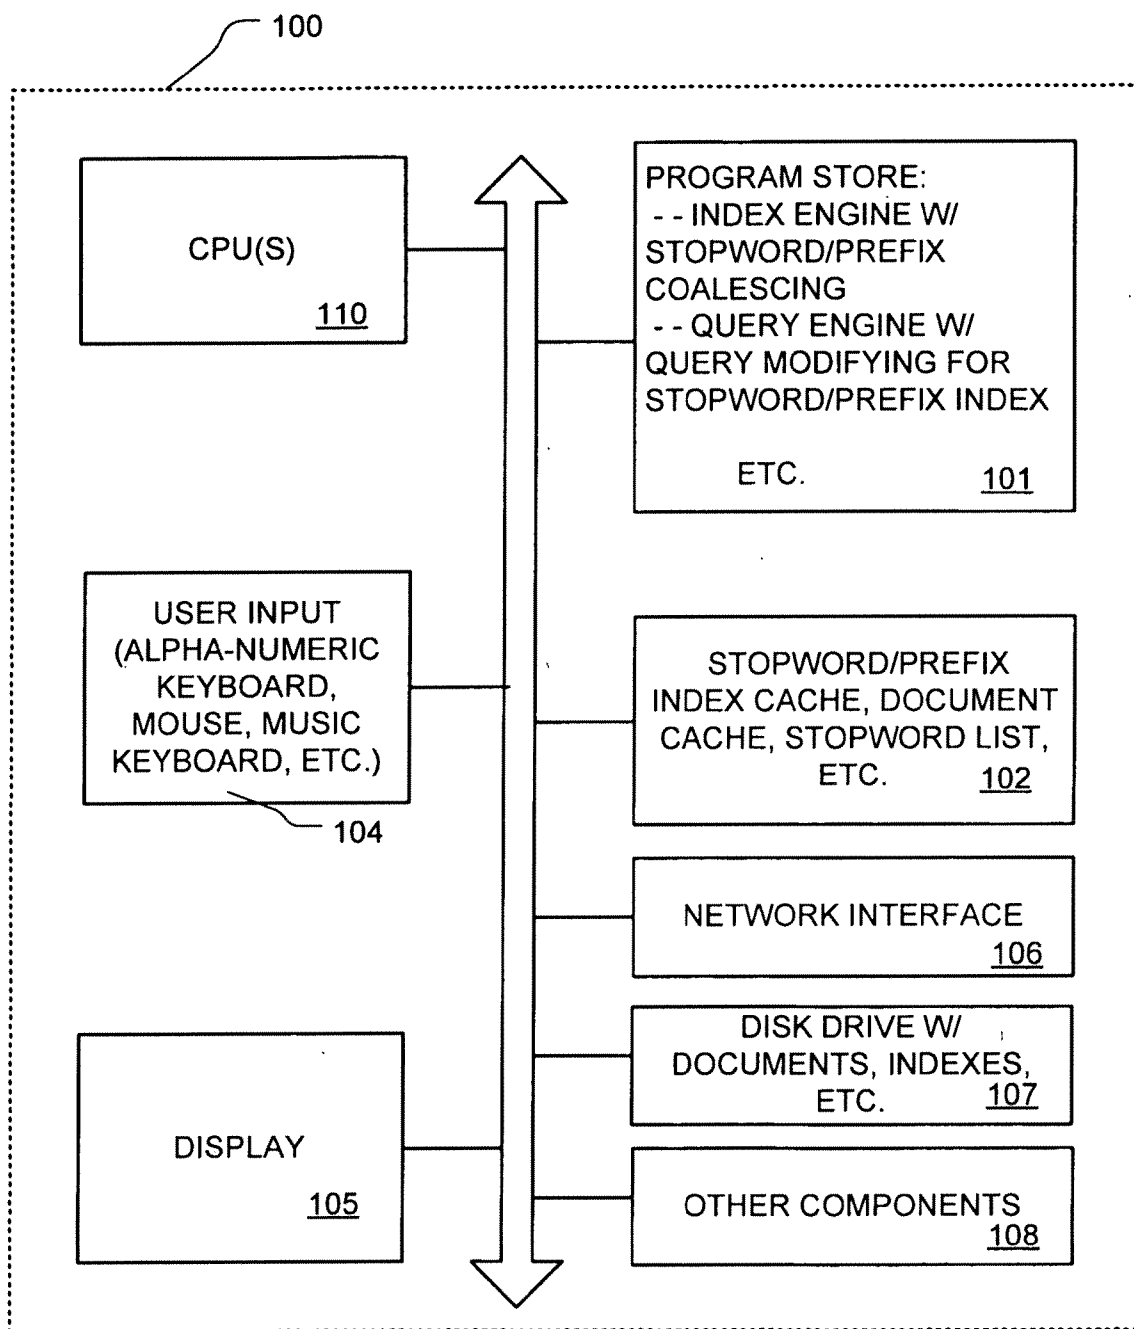 100
CPU(S)
110
PROGRAM STORE:
- - INDEX ENGINE W/
STOPWORD/PREFIX
COALESCING
- - QUERY ENGINE W/
QUERY MODIFYING FOR
STOPWORD/PREFIX INDEX
ETC.
101
USER INPUT
(ALPHA-NUMERIC
KEYBOARD,
MOUSE, MUSIC
KEYBOARD, ETC.)
104
STOPWORD/PREFIX
INDEX CACHE, DOCUMENT
CACHE, STOPWORD LIST,
ETC.
102
NETWORK INTERFACE
106
DISK DRIVE W/
DOCUMENTS, INDEXES,
ETC.
107
DISPLAY
105
OTHER COMPONENTS
108